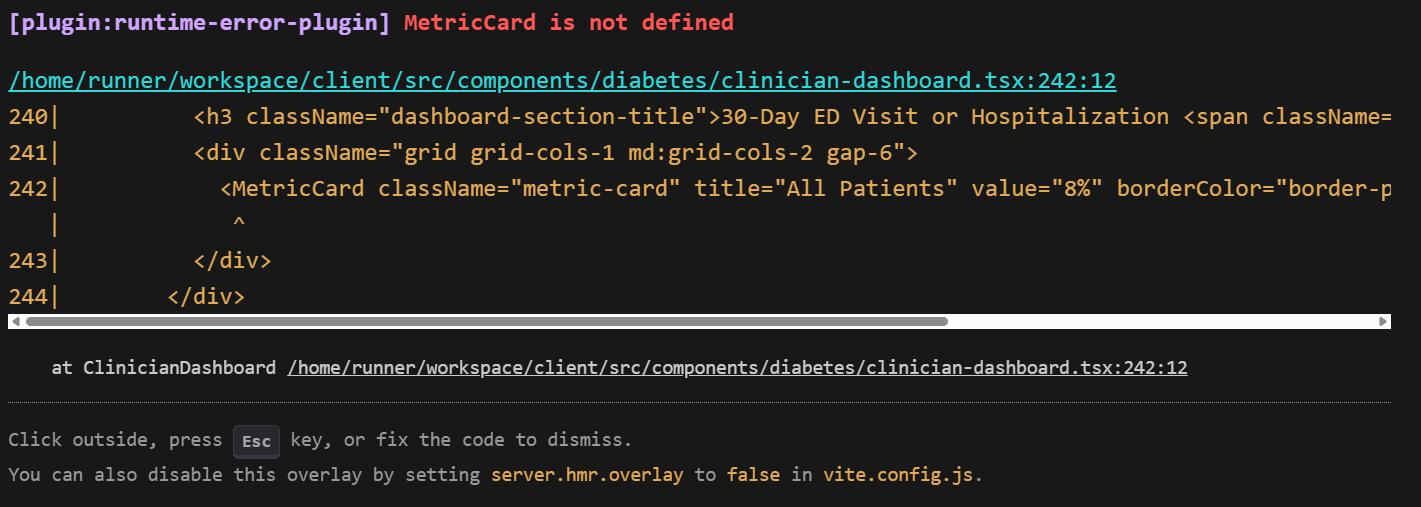 [plugin:runtime-error-plugin] MetricCard is not defined
/home/runner/workspace/client/src/components/diabetes/clinician-dashboard.tsx:242:12
240|          <h3 className="dashboard-section-title">30-Day ED Visit or Hospitalization <span className=
241|          <div className="grid grid-cols-1 md:grid-cols-2 gap-6">
242|            <MetricCard className="metric-card" title="All Patients" value="8%" borderColor="border-p
   |             ^
243|          </div>
244|        </div>
at ClinicianDashboard /home/runner/workspace/client/src/components/diabetes/clinician-dashboard.tsx:242:12
Click outside, press Esc key, or fix the code to dismiss.
You can also disable this overlay by setting server.hmr.overlay to false in vite.config.js.